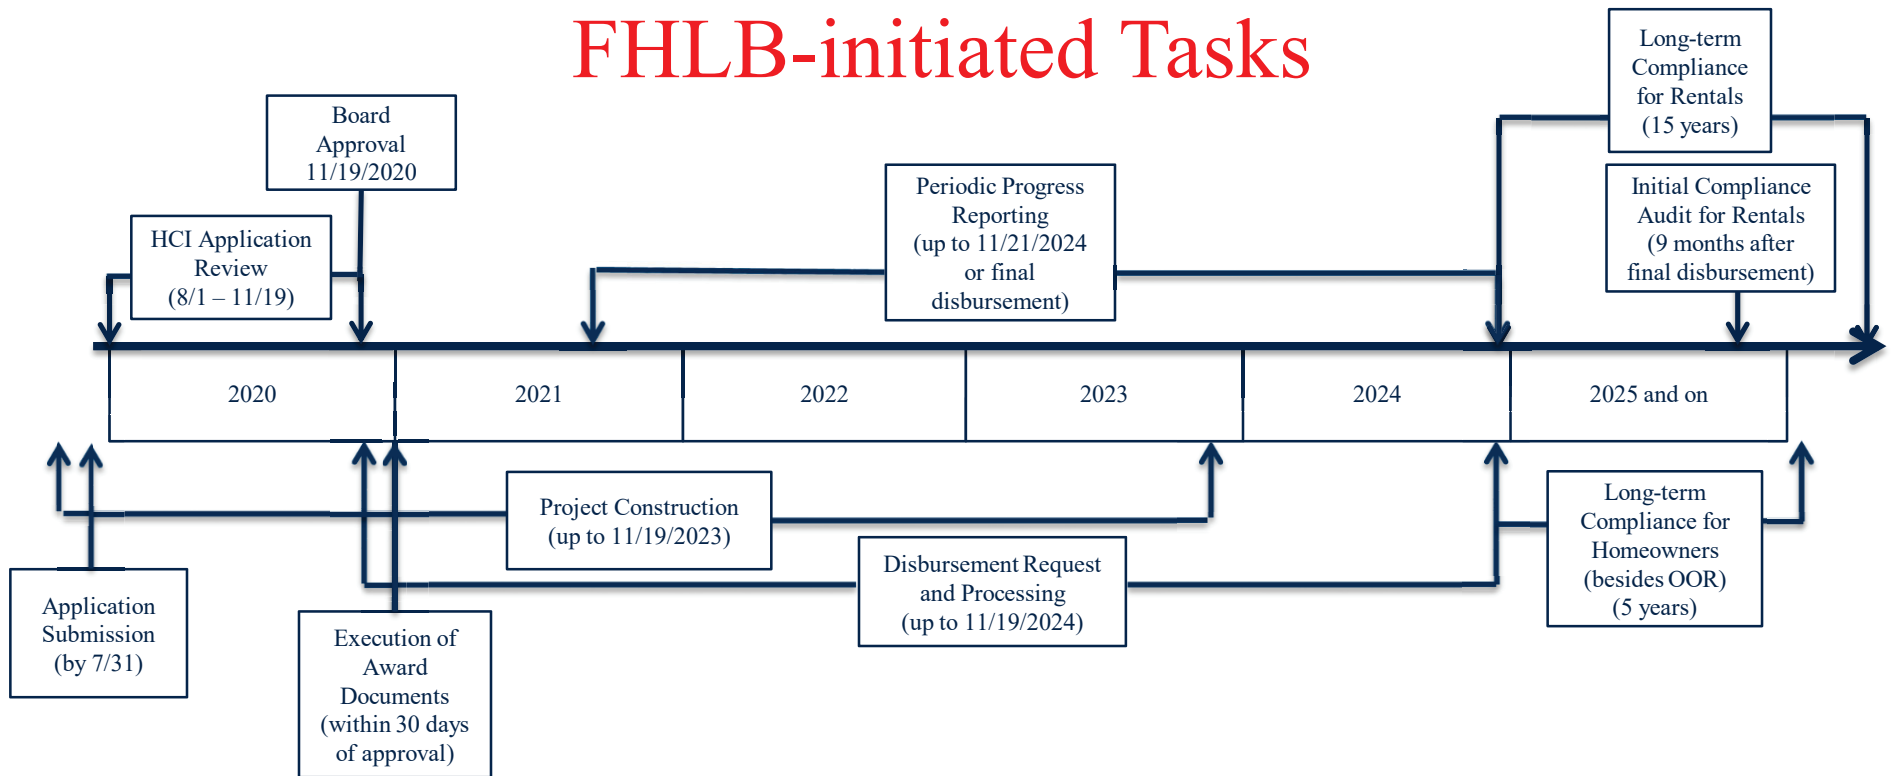 FHLB-initiated Tasks
Long-term
Compliance
for Rentals
(15 years)
Board
Approval
11/19/2020
Periodic Progress
Reporting
(up to 11/21/2024
or final
disbursement)
Initial Compliance
Audit for Rentals
(9 months after
final disbursement)
HCI Application
Review
(8/1 – 11/19)
2020
2021
2022
2023
2024
2025 and on
Project Construction
(up to 11/19/2023)
Long-term
Compliance for
Homeowners
(besides OOR)
(5 years)
Disbursement Request
and Processing
(up to 11/19/2024)
Application
Submission
(by 7/31)
Execution of
Award
Documents
(within 30 days
of approval)